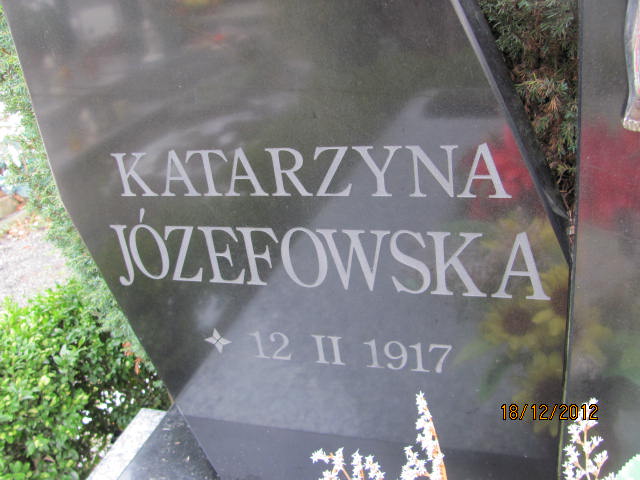 KATARZYNA
JÓZEFOWSKA
12 II 1917
18/12/2012